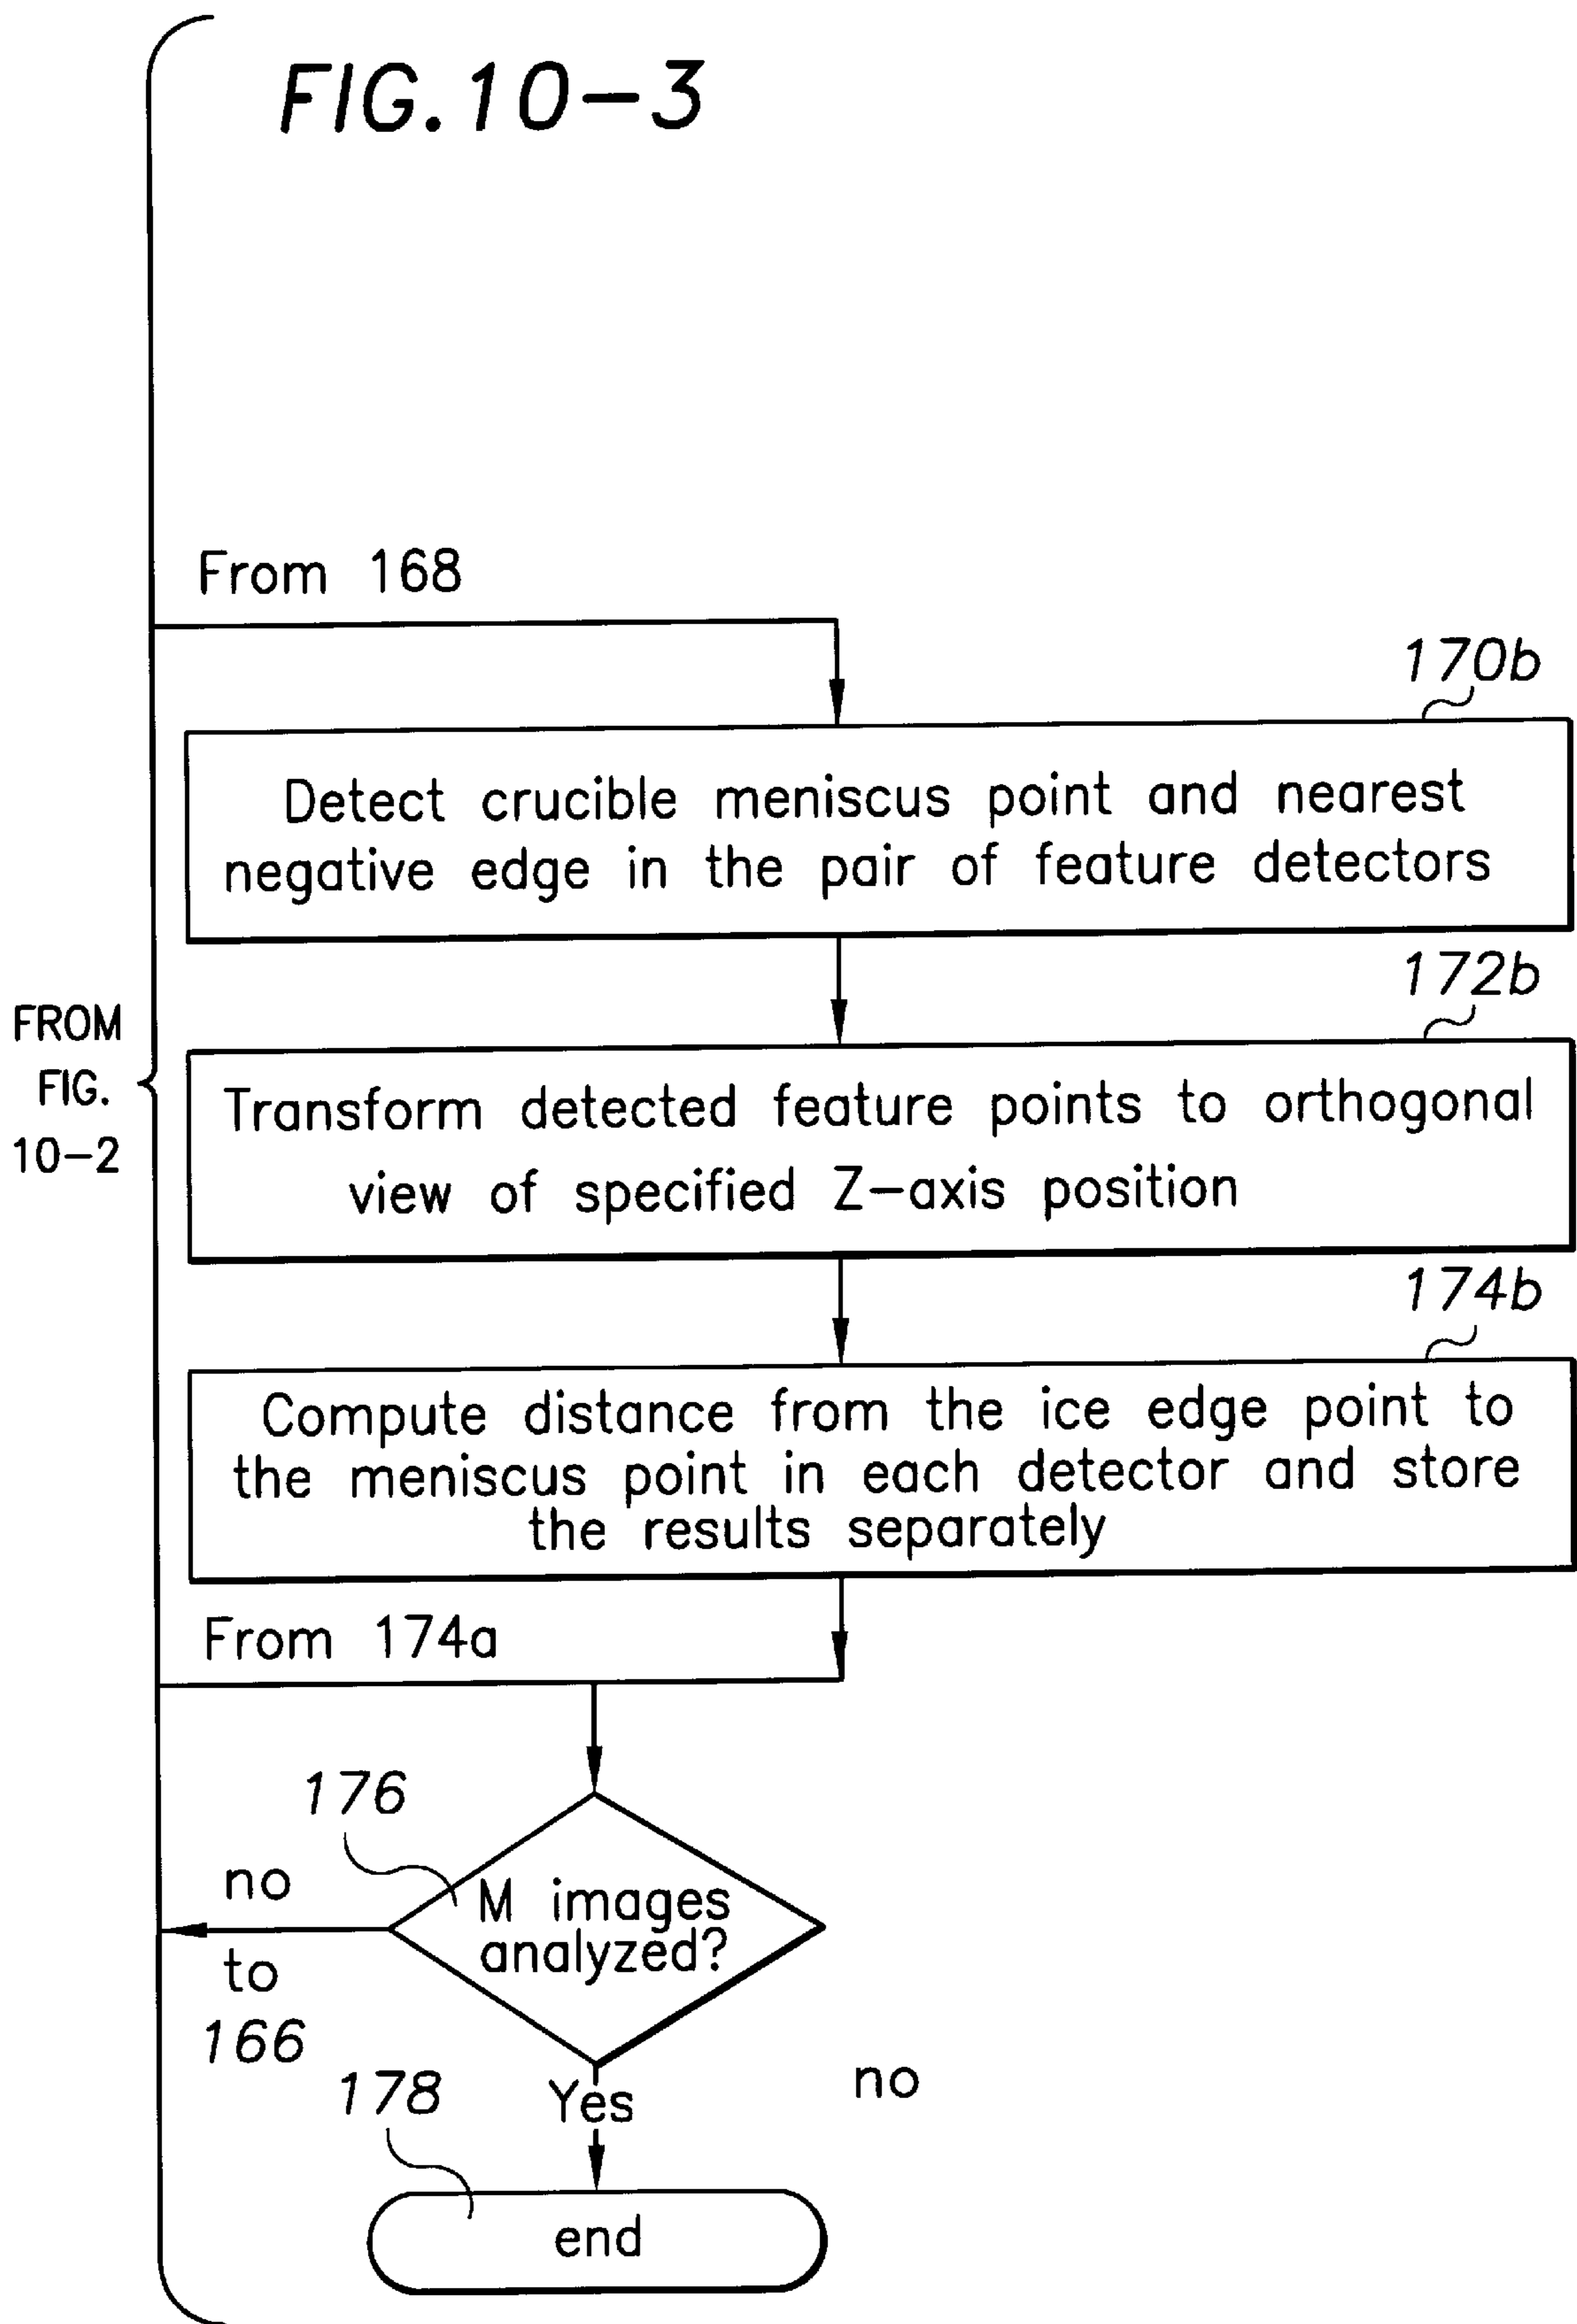 FIG.10-3
From 168
170b
Detect crucible meniscus point and nearest
negative edge in the pair of feature detectors
172b
FROM
FIG.
10-2
Transform detected feature points to orthogonal
view of specified Z-axis position
174b
Compute distance from the ice edge point to
the meniscus point in each detector and store
the results separately
From 174a
176
no
M images
analyzed?
to
166
178
Yes
no
end